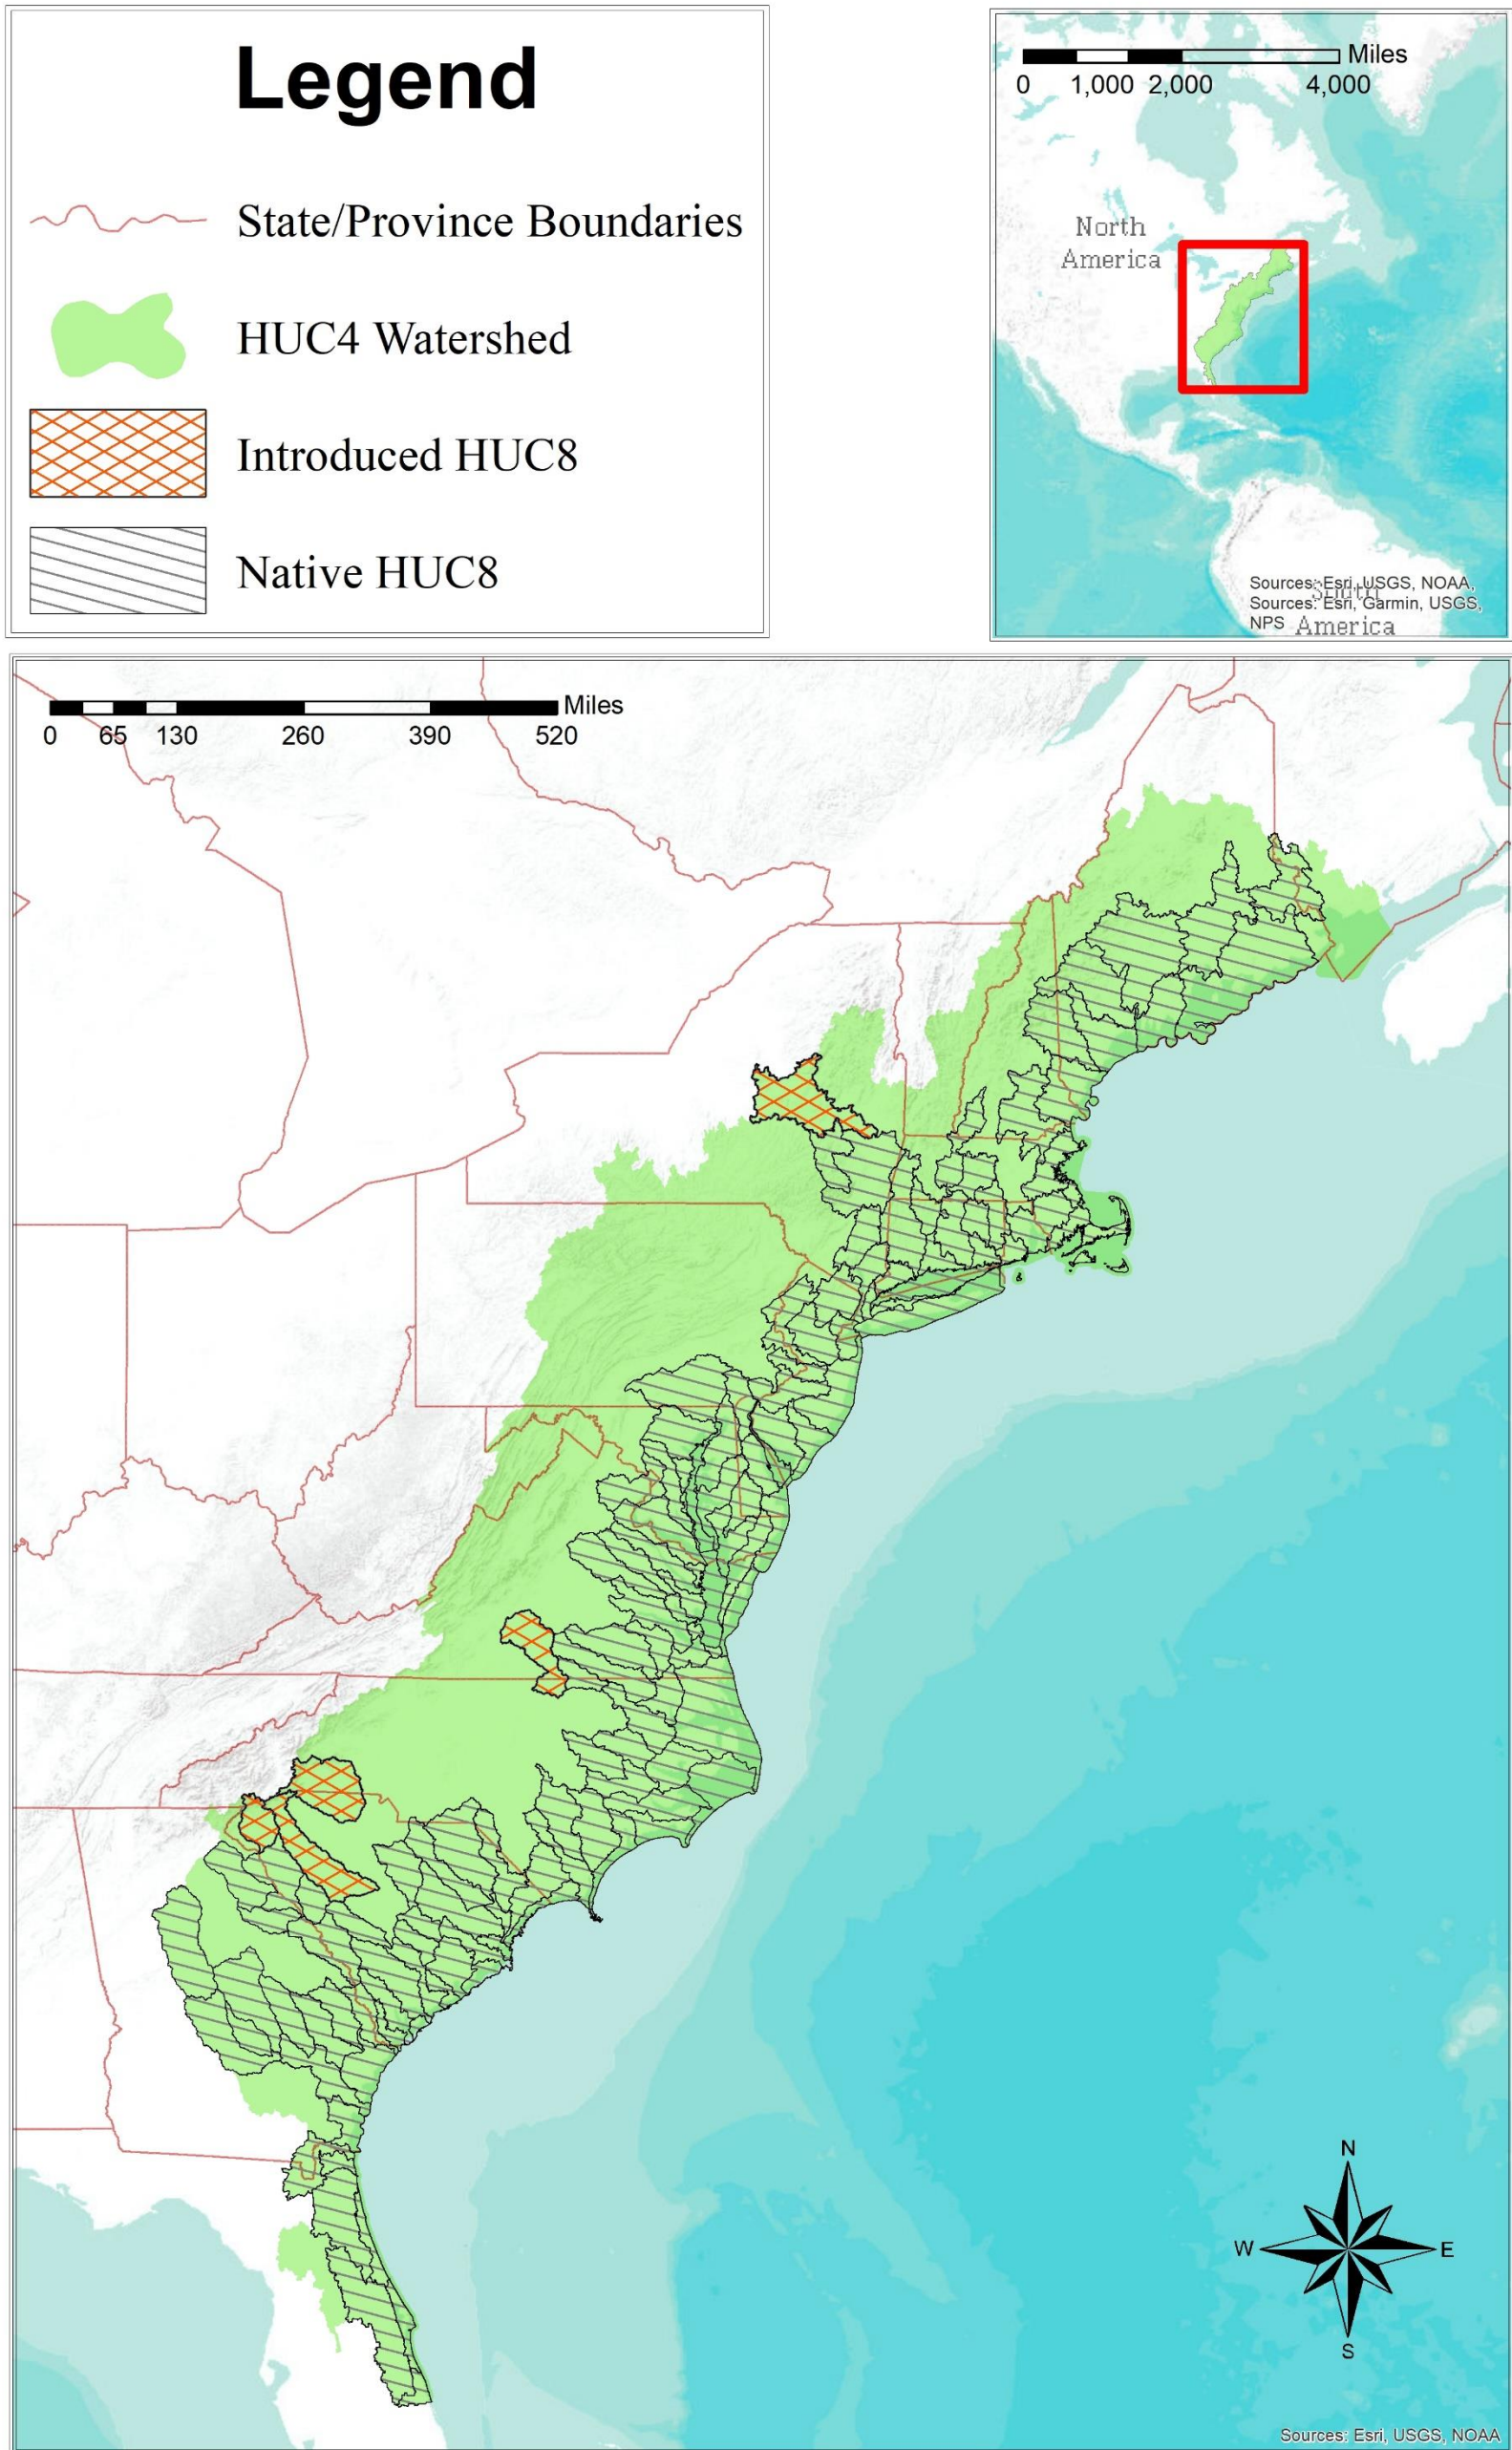 Legend
State/Province Boundaries
HUC4 Watershed
Introduced HUC8
Native HUC8
Miles
0 1,000 2,000 4,000
North
America
Sources: Esri, USGS, NOAA,
South
Sources: Esri, Garmin, USGS,
NPS
America
Miles
0 65 130 260 390 520
N
W E
S
Sources: Esri, USGS, NOAA